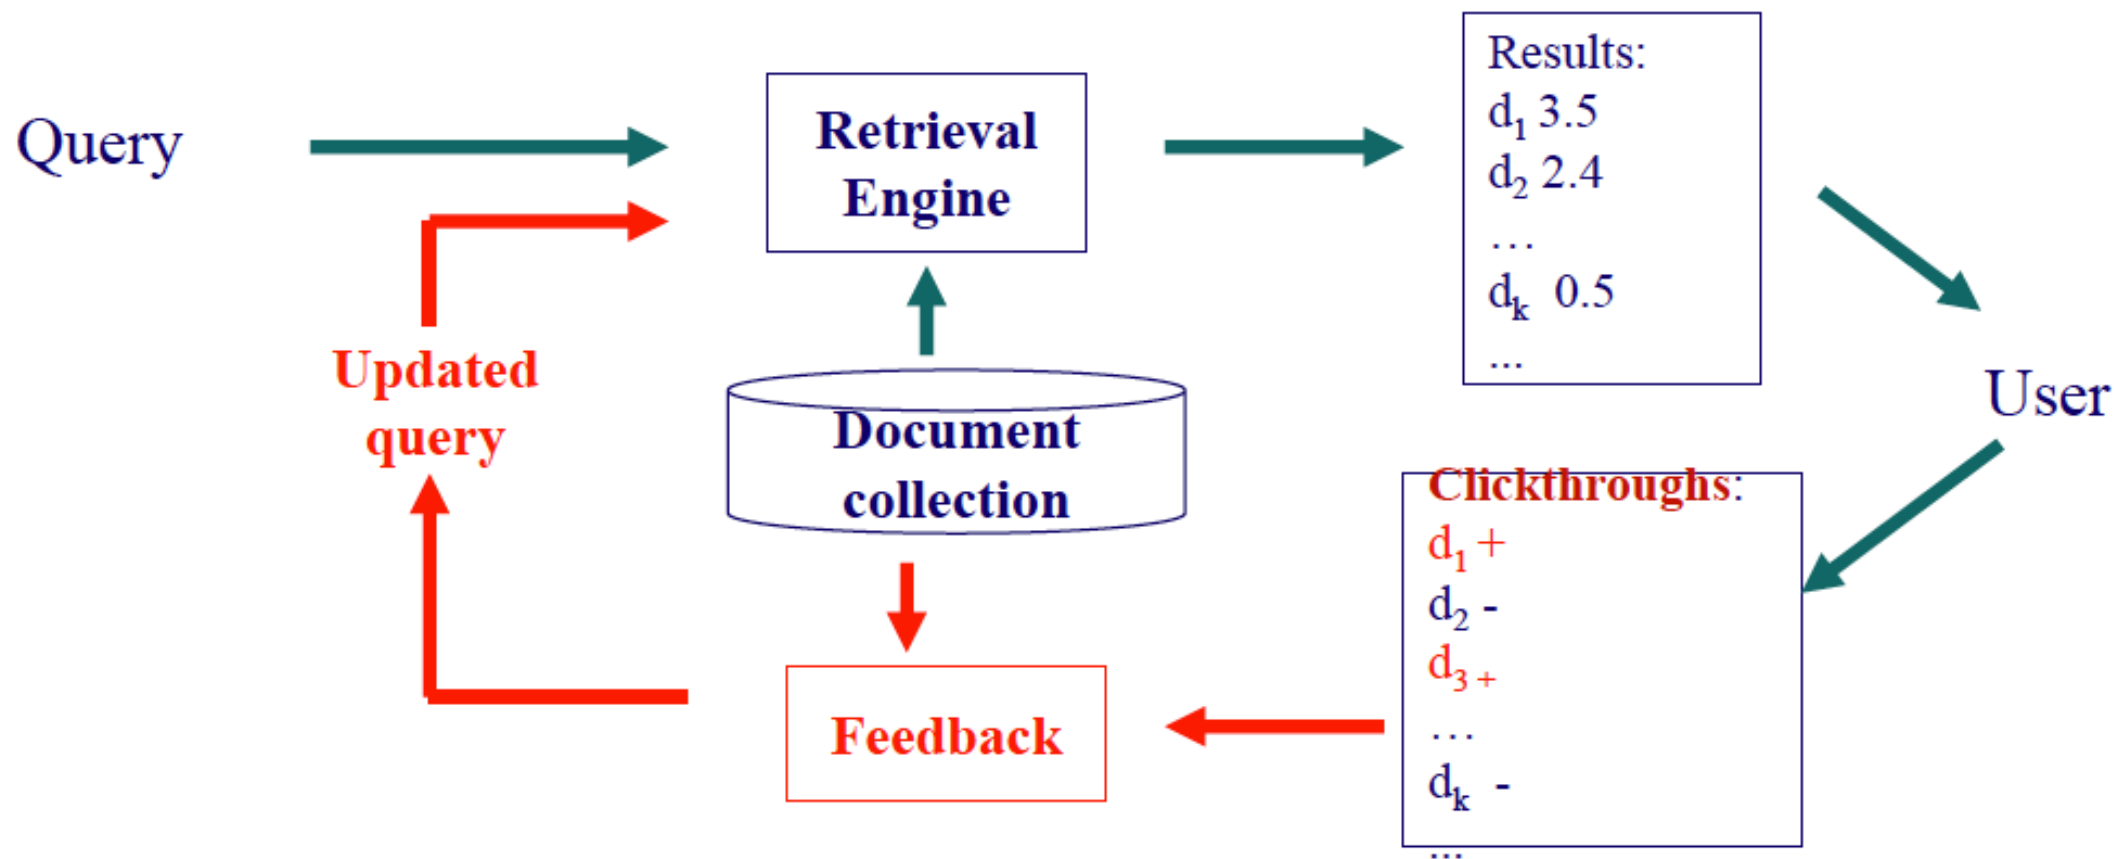 Query
Retrieval
Engine
Results:
d₁ 3.5
d₂ 2.4
…
dₖ 0.5
...
User
Updated
query
Document
collection
Clickthroughs:
d₁ +
d₂ -
d₃ +
…
dₖ -
...
Feedback